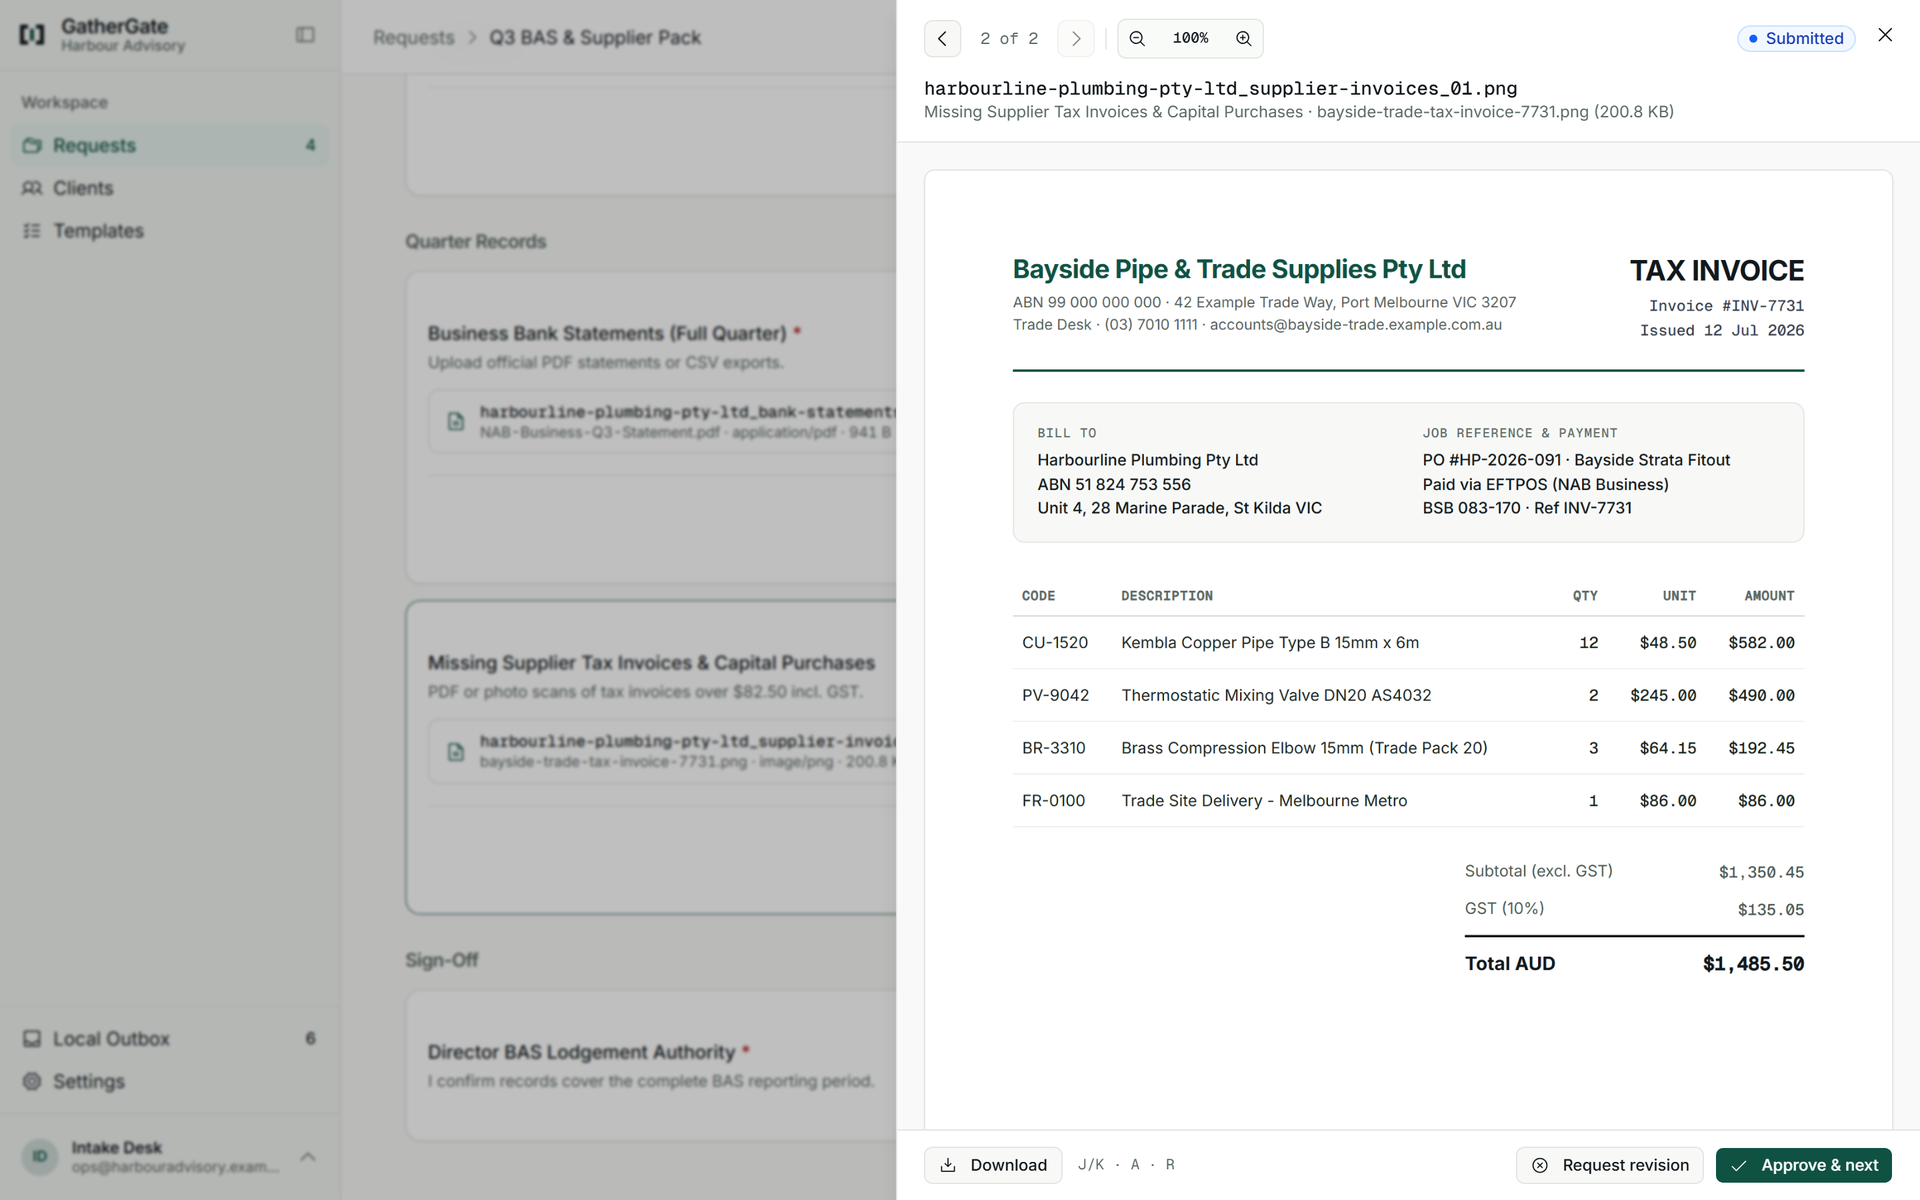 GatherGate
Harbour Advisory
Workspace
Requests 4
Clients
Templates
Local Outbox 6
Settings
ID
Intake Desk
ops@harbouradvisory.exam...
Requests > Q3 BAS & Supplier Pack
Quarter Records
Business Bank Statements (Full Quarter) *
Upload official PDF statements or CSV exports.
harbourline-plumbing-pty-ltd_bank-statements
NAB-Business-Q3-Statement.pdf · application/pdf · 941 B
Missing Supplier Tax Invoices & Capital Purchases
PDF or photo scans of tax invoices over $82.50 incl. GST.
harbourline-plumbing-pty-ltd_supplier-invoic
bayside-trade-tax-invoice-7731.png · image/png · 200.8 K
Sign-Off
Director BAS Lodgement Authority *
I confirm records cover the complete BAS reporting period.
2 of 2
100%
Submitted
harbourline-plumbing-pty-ltd_supplier-invoices_01.png
Missing Supplier Tax Invoices & Capital Purchases · bayside-trade-tax-invoice-7731.png (200.8 KB)
Bayside Pipe & Trade Supplies Pty Ltd
ABN 99 000 000 000 · 42 Example Trade Way, Port Melbourne VIC 3207
Trade Desk · (03) 7010 1111 · accounts@bayside-trade.example.com.au
TAX INVOICE
Invoice #INV-7731
Issued 12 Jul 2026
BILL TO
Harbourline Plumbing Pty Ltd
ABN 51 824 753 556
Unit 4, 28 Marine Parade, St Kilda VIC
JOB REFERENCE & PAYMENT
PO #HP-2026-091 · Bayside Strata Fitout
Paid via EFTPOS (NAB Business)
BSB 083-170 · Ref INV-7731
CODE DESCRIPTION QTY UNIT AMOUNT
CU-1520 Kembla Copper Pipe Type B 15mm x 6m 12 $48.50 $582.00
PV-9042 Thermostatic Mixing Valve DN20 AS4032 2 $245.00 $490.00
BR-3310 Brass Compression Elbow 15mm (Trade Pack 20) 3 $64.15 $192.45
FR-0100 Trade Site Delivery - Melbourne Metro 1 $86.00 $86.00
Subtotal (excl. GST) $1,350.45
GST (10%) $135.05
Total AUD $1,485.50
Download
J/K · A · R
Request revision
Approve & next